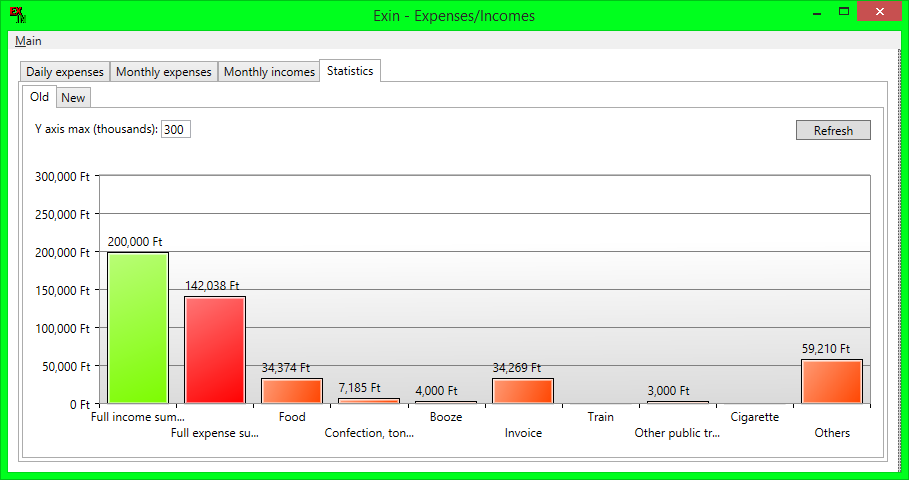 EX IN
Exin - Expenses/Incomes
Main
Daily expenses Monthly expenses Monthly incomes Statistics
Old New
Y axis max (thousands): 300 Refresh
300,000 Ft
250,000 Ft
200,000 Ft
150,000 Ft
100,000 Ft
50,000 Ft
0 Ft
200,000 Ft
142,038 Ft
34,374 Ft
7,185 Ft
4,000 Ft
34,269 Ft
3,000 Ft
59,210 Ft
Full income sum... Food Booze Train Cigarette
Full expense su... Confection, ton... Invoice Other public tr... Others